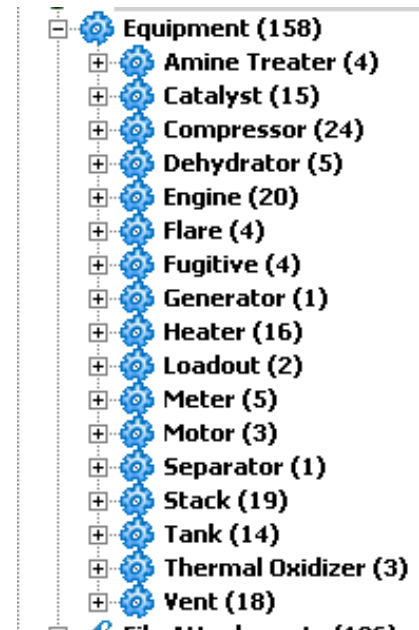 Equipment (158)
Amine Treater (4)
Catalyst (15)
Compressor (24)
Dehydrator (5)
Engine (20)
Flare (4)
Fugitive (4)
Generator (1)
Heater (16)
Loadout (2)
Meter (5)
Motor (3)
Separator (1)
Stack (19)
Tank (14)
Thermal Oxidizer (3)
Vent (18)